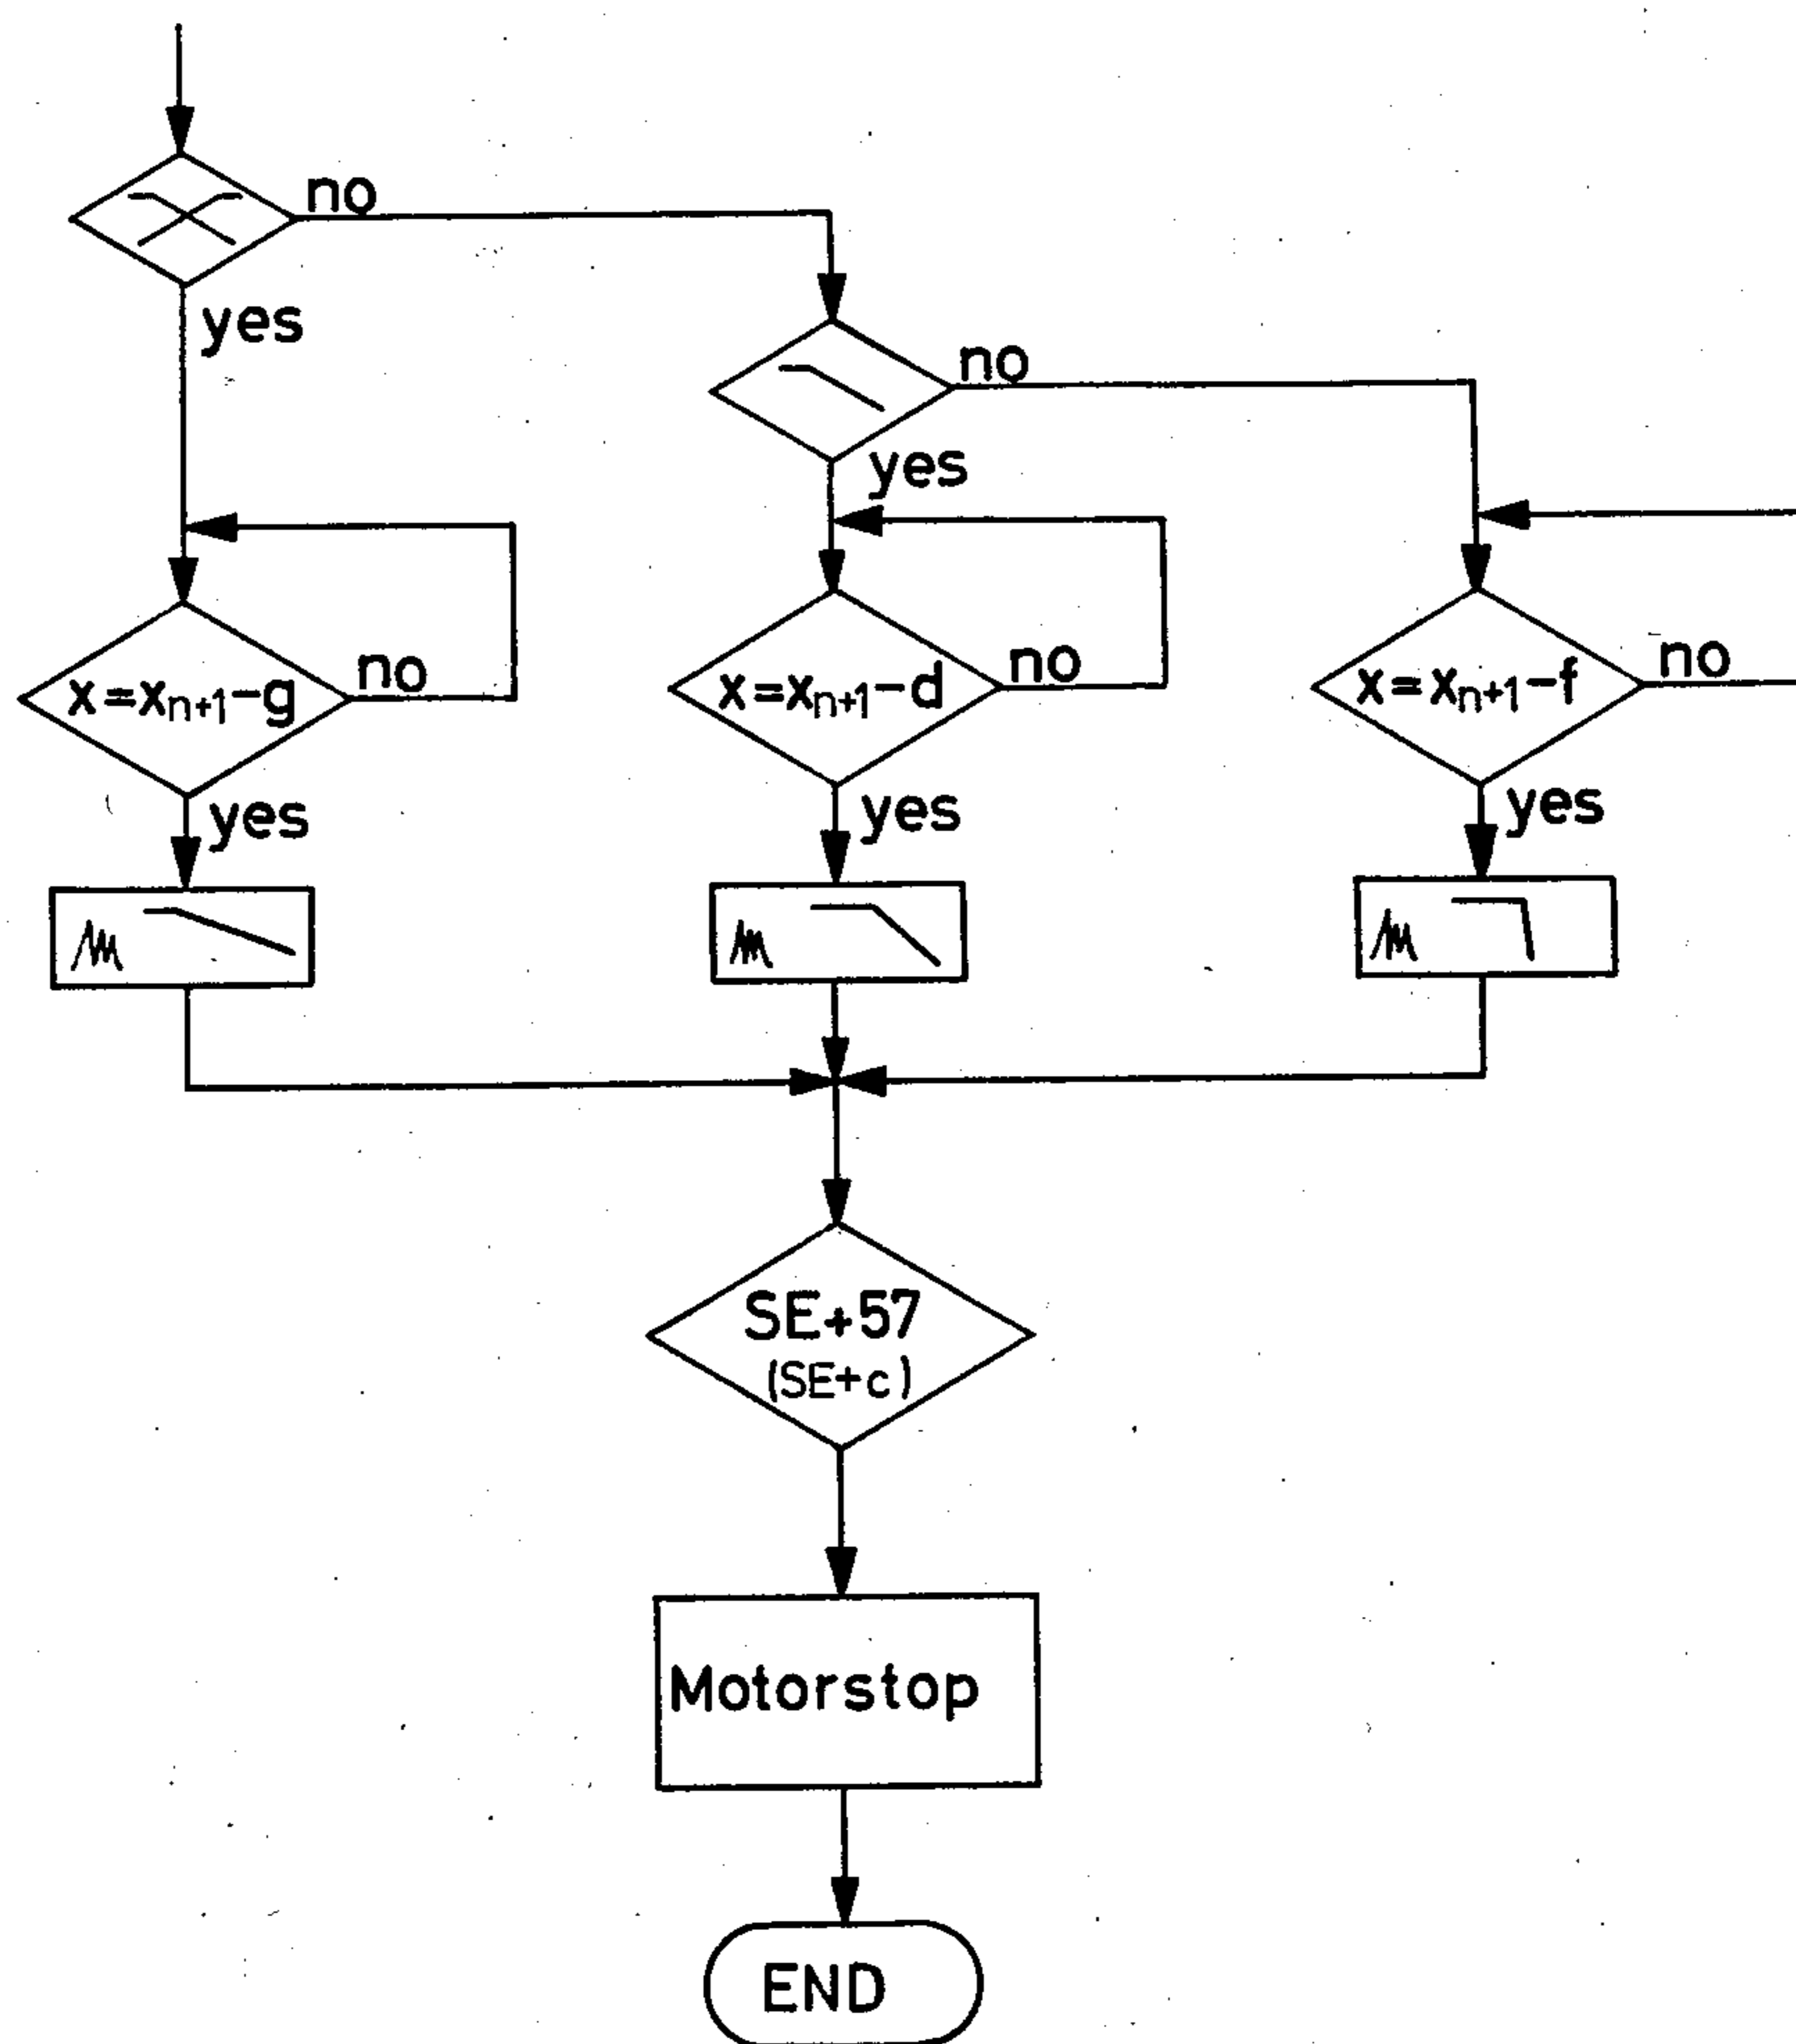 no
yes
no
yes
x=xₙ₊₁-g
no
x=xₙ₊₁-d
no
x=xₙ₊₁-f
no
yes
yes
yes
SE+57
(SE+c)
Motorstop
END